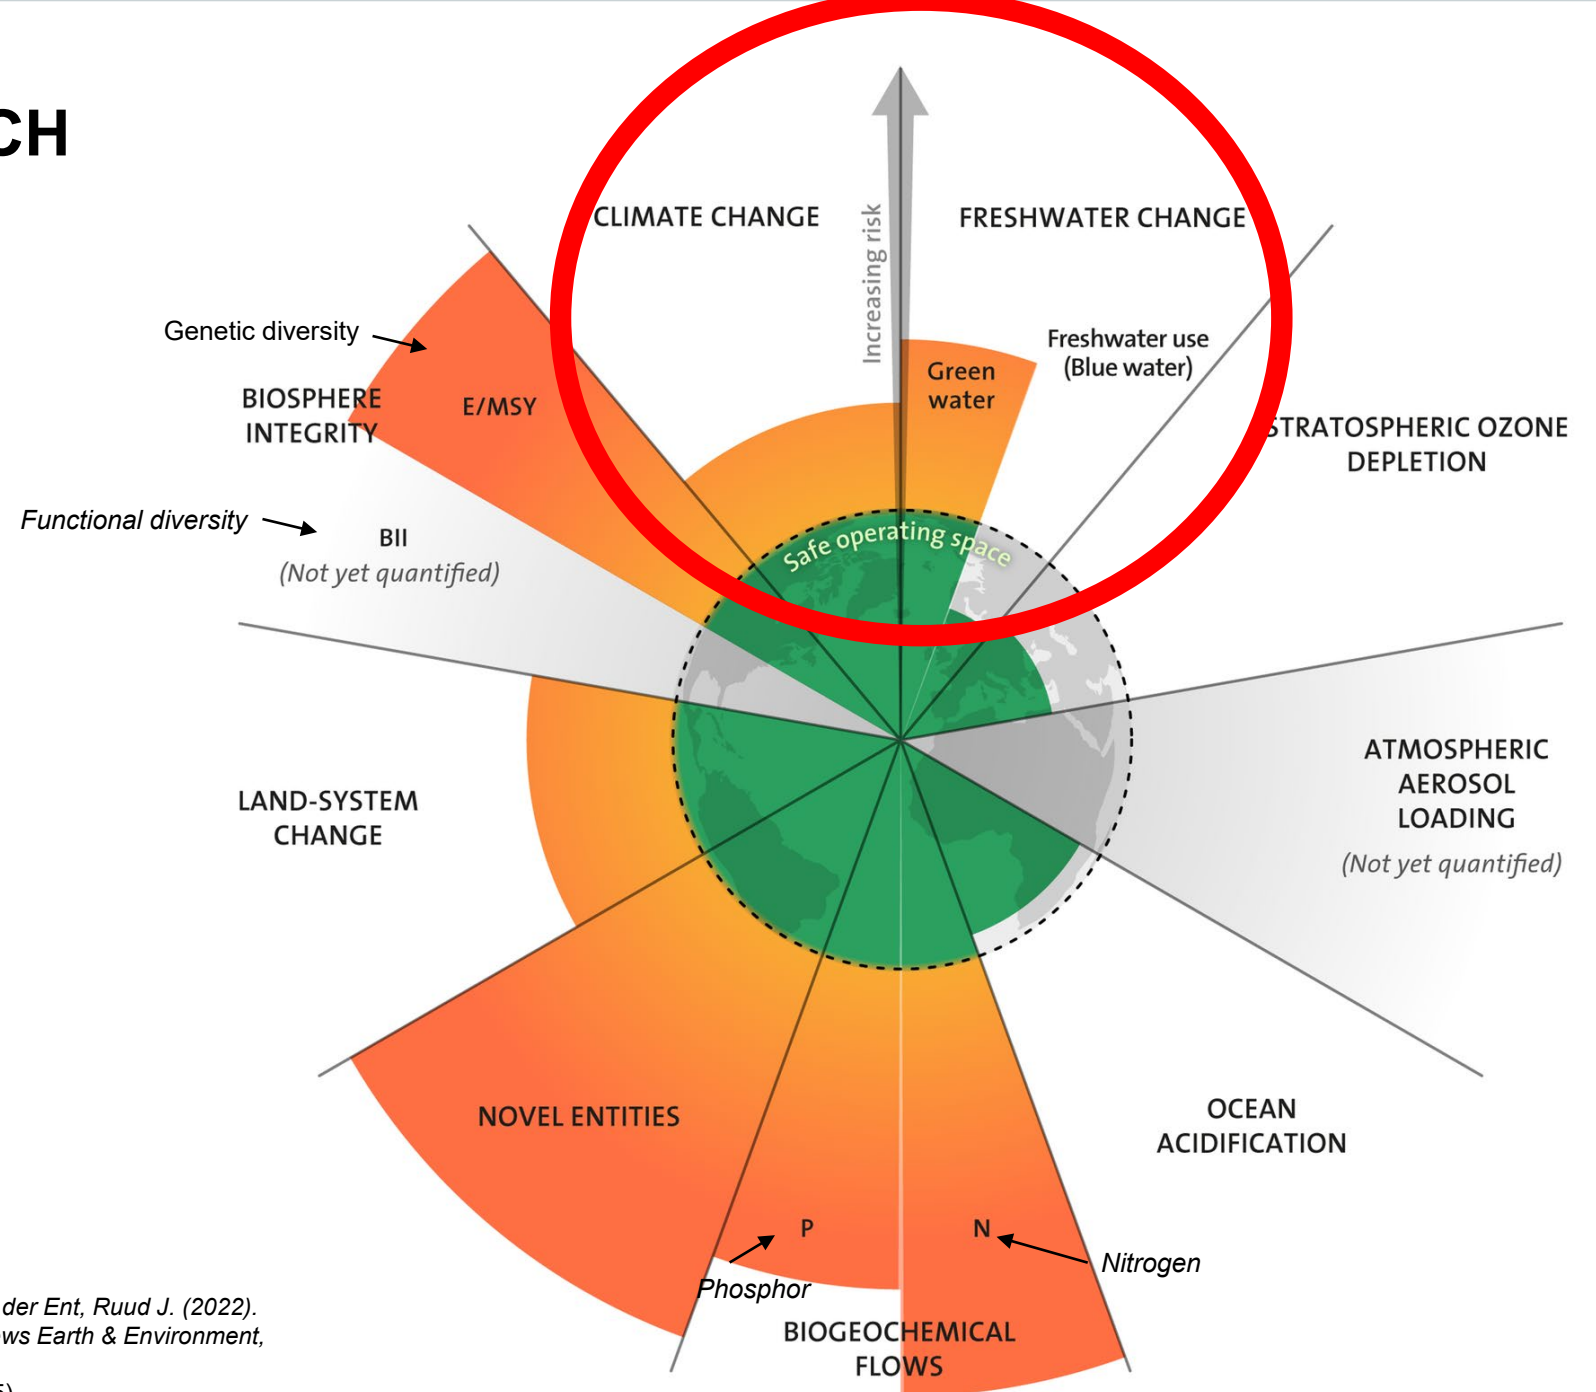 CH
CLIMATE CHANGE
FRESHWATER CHANGE
Increasing risk
Genetic diversity
Freshwater use
(Blue water)
Green
water
BIOSPHERE
INTEGRITY
E/MSY
STRATOSPHERIC OZONE
DEPLETION
Functional diversity
BII
(Not yet quantified)
Safe operating space
LAND-SYSTEM
CHANGE
ATMOSPHERIC
AEROSOL
LOADING
(Not yet quantified)
NOVEL ENTITIES
OCEAN
ACIDIFICATION
P
N
Phosphor
Nitrogen
BIOGEOCHEMICAL
FLOWS
der Ent, Ruud J. (2022).
ws Earth & Environment,